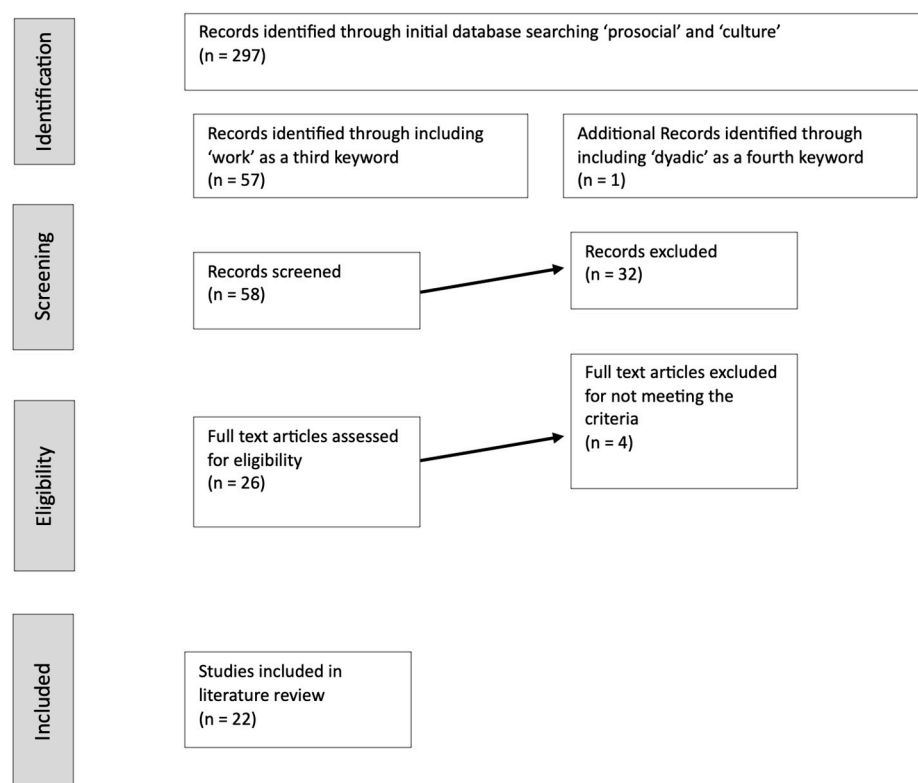 Identification
Records identified through initial database searching ‘prosocial’ and ‘culture’
(n = 297)
Records identified through including
‘work’ as a third keyword
(n = 57)
Additional Records identified through
including ‘dyadic’ as a fourth keyword
(n = 1)
Screening
Records screened
(n = 58)
Records excluded
(n = 32)
Eligibility
Full text articles assessed
for eligibility
(n = 26)
Full text articles excluded
for not meeting the
criteria
(n = 4)
Included
Studies included in
literature review
(n = 22)